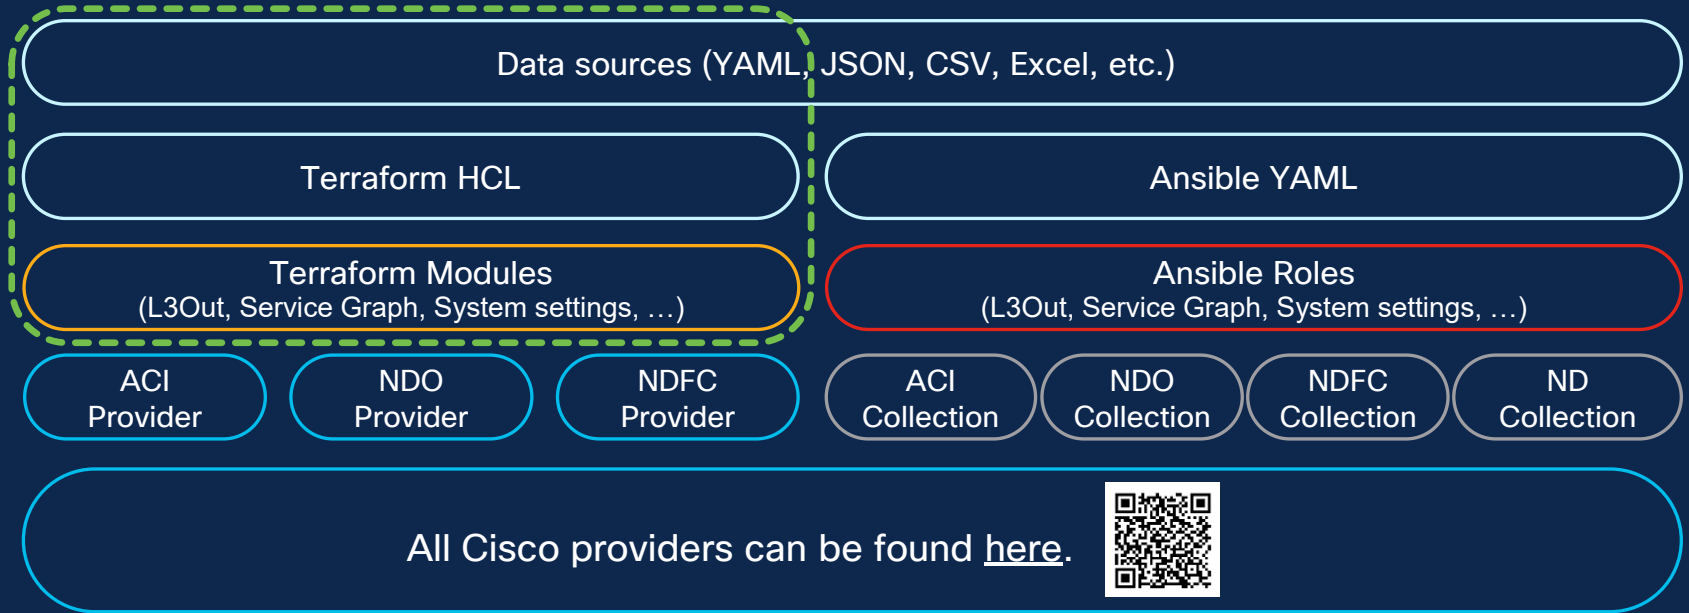 Data sources (YAML, JSON, CSV, Excel, etc.)
Terraform HCL
Ansible YAML
Terraform Modules
(L3Out, Service Graph, System settings, …)
Ansible Roles
(L3Out, Service Graph, System settings, …)
ACI
Provider
NDO
Provider
NDFC
Provider
ACI
Collection
NDO
Collection
NDFC
Collection
ND
Collection
All Cisco providers can be found here.